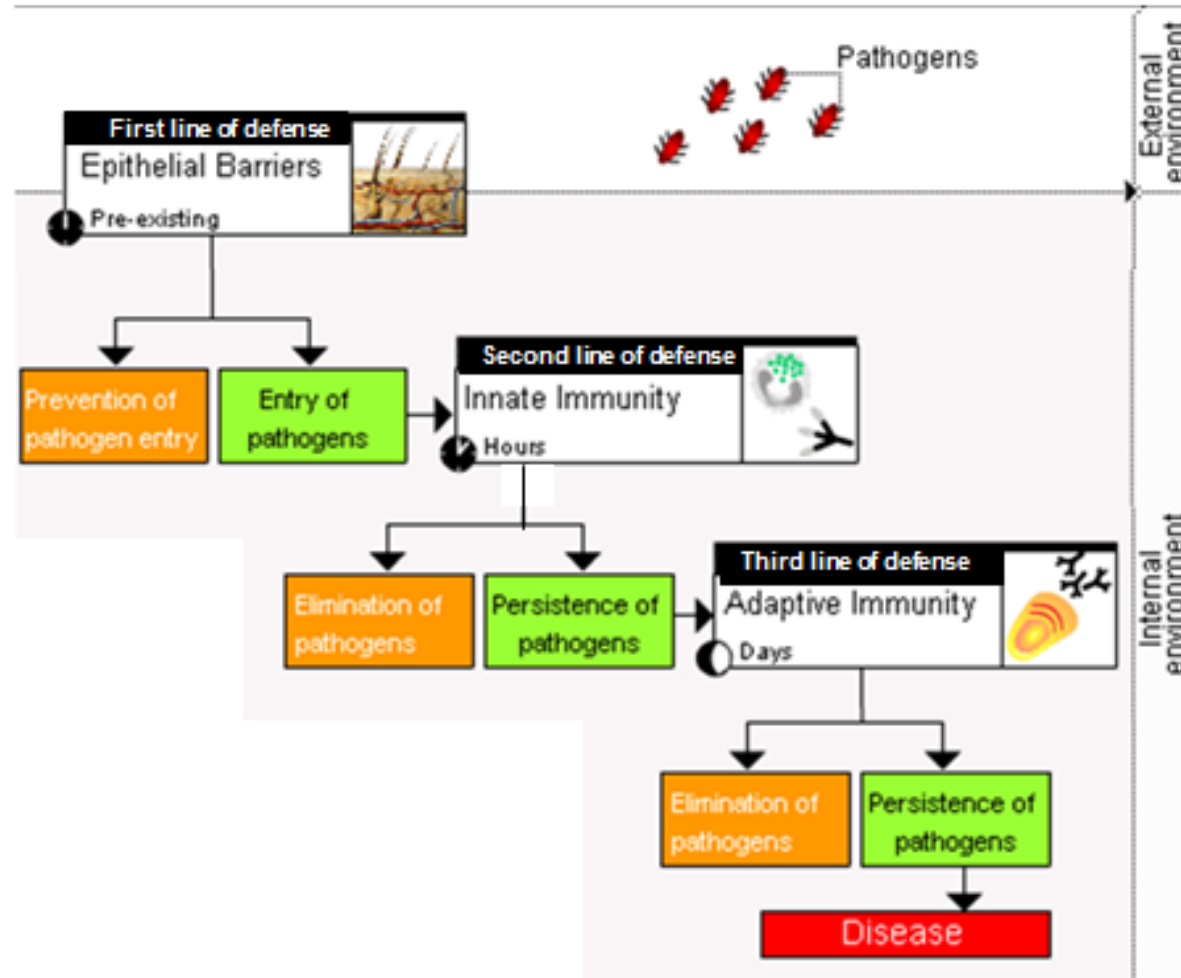 Pathogens
External
environment
First line of defense
Epithelial Barriers
Pre-existing
Prevention of
pathogen entry
Entry of
pathogens
Second line of defense
Innate Immunity
Hours
Elimination of
pathogens
Persistence of
pathogens
Third line of defense
Adaptive Immunity
Days
Internal
environment
Elimination of
pathogens
Persistence of
pathogens
Disease